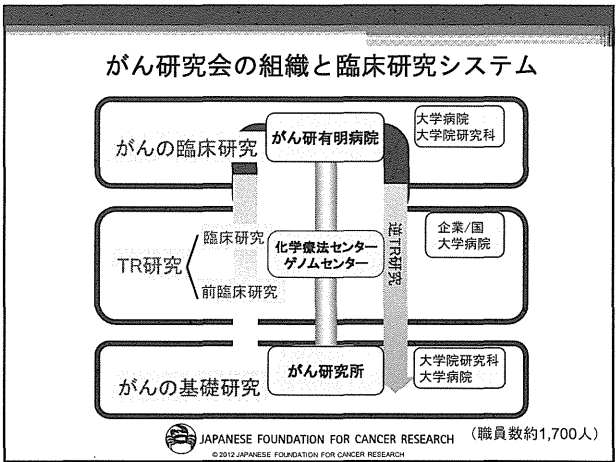 がん研究会の組織と臨床研究システム
がんの臨床研究
がん研有明病院
大学病院
大学院研究科
TR研究
臨床研究
前臨床研究
化学療法センター
ゲノムセンター
逆TR研究
企業/国
大学病院
がんの基礎研究
がん研究所
大学院研究科
大学病院
JAPANESE FOUNDATION FOR CANCER RESEARCH
(職員数約1,700人)
© 2012 JAPANESE FOUNDATION FOR CANCER RESEARCH